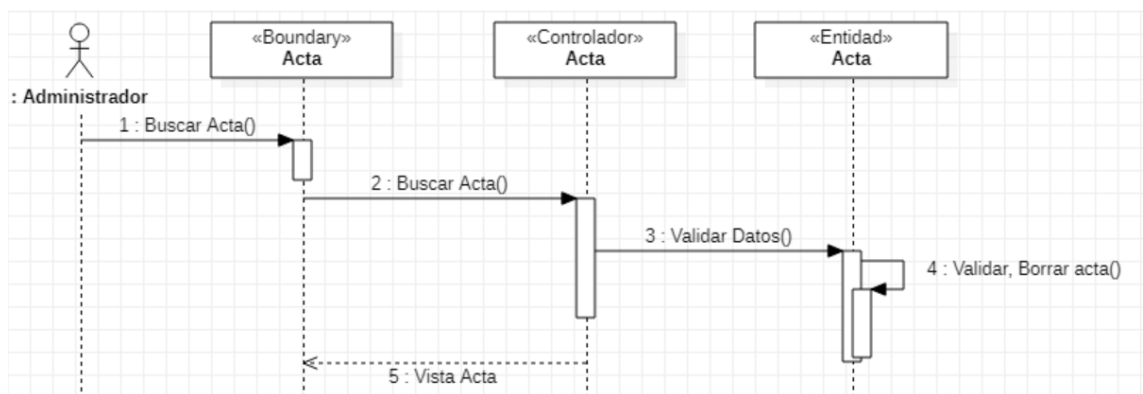 «Boundary»
Acta
«Controlador»
Acta
«Entidad»
Acta
: Administrador
1 : Buscar Acta()
2 : Buscar Acta()
3 : Validar Datos()
4 : Validar, Borrar acta()
5 : Vista Acta